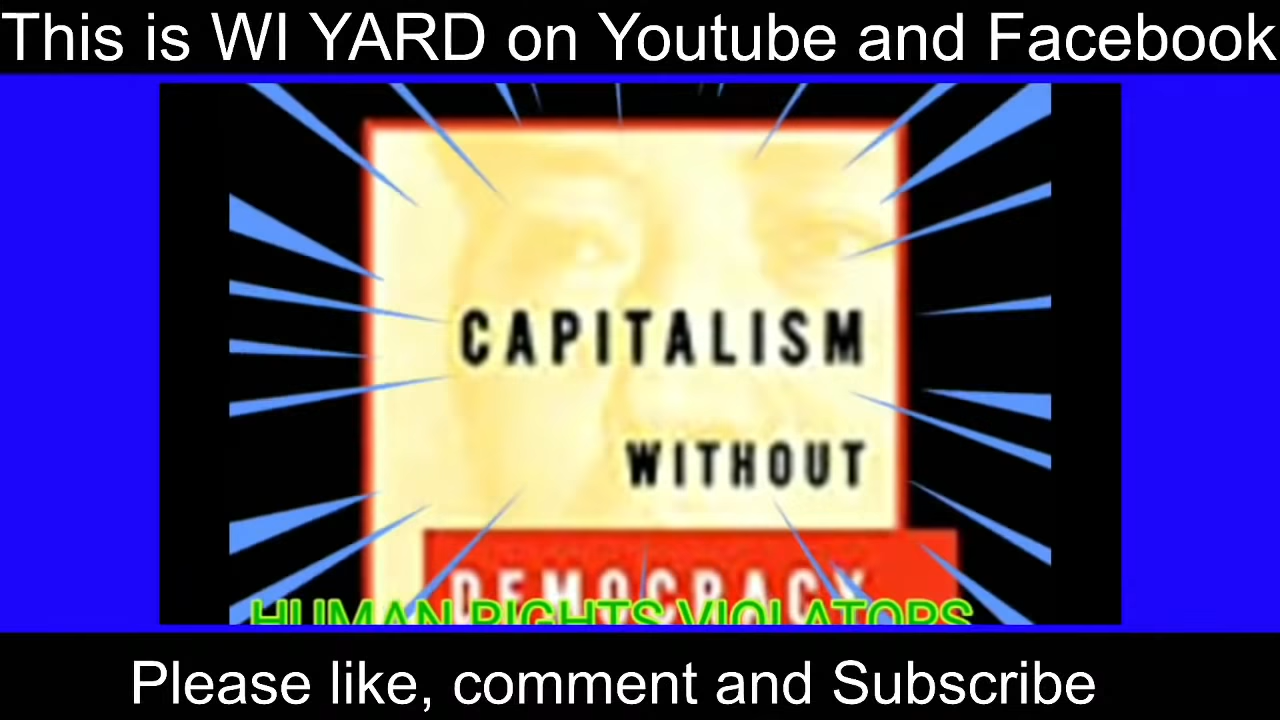 This is WI YARD on Youtube and Facebook
CAPITALISM
WITHOUT
DEMOCRACY
HUMAN RIGHTS VIOLATORS
Please like, comment and Subscribe